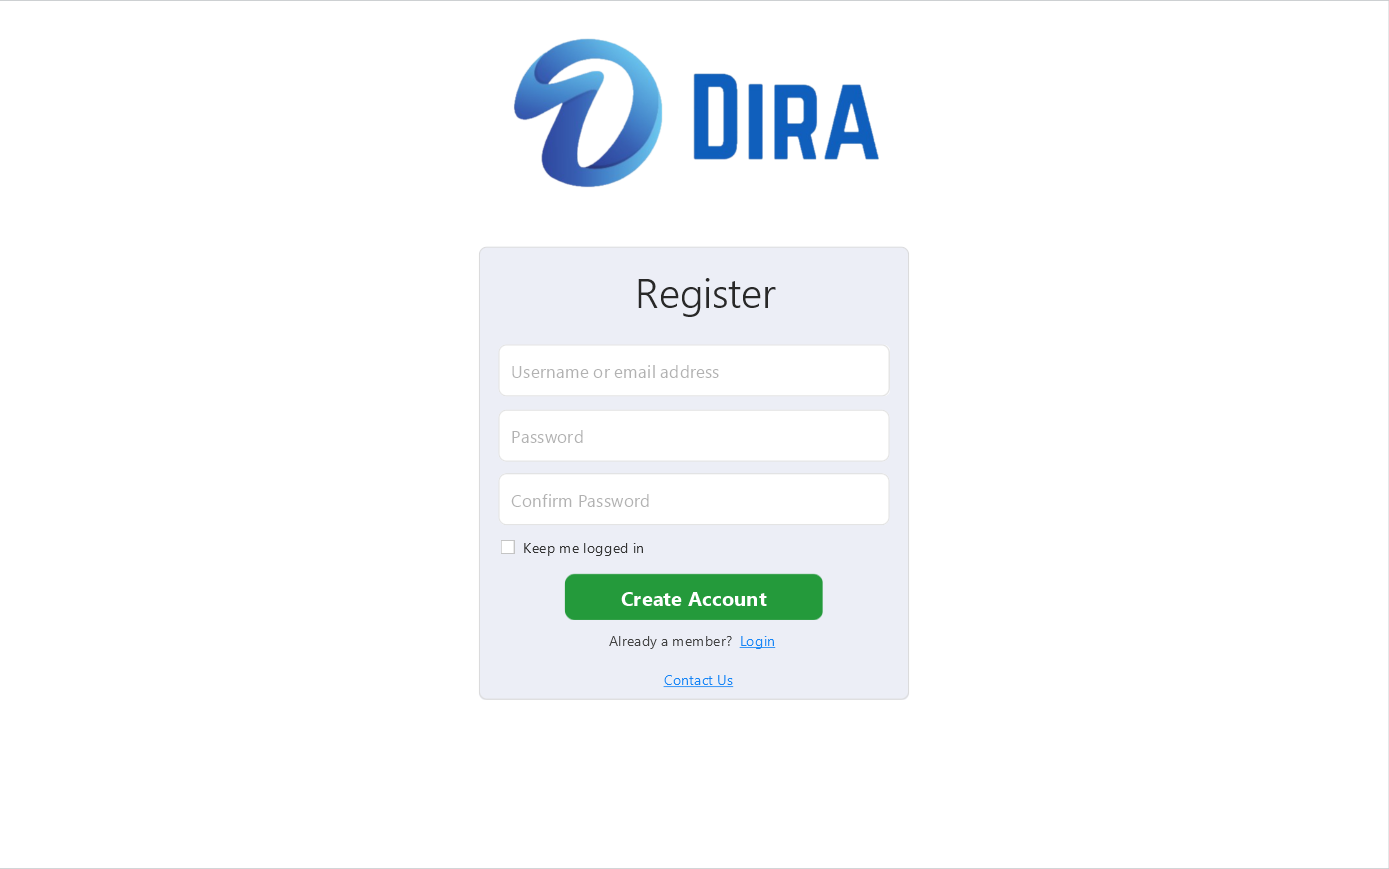 DIRA
Register
Username or email address
Password
Confirm Password
Keep me logged in
Create Account
Already a member? Login
Contact Us